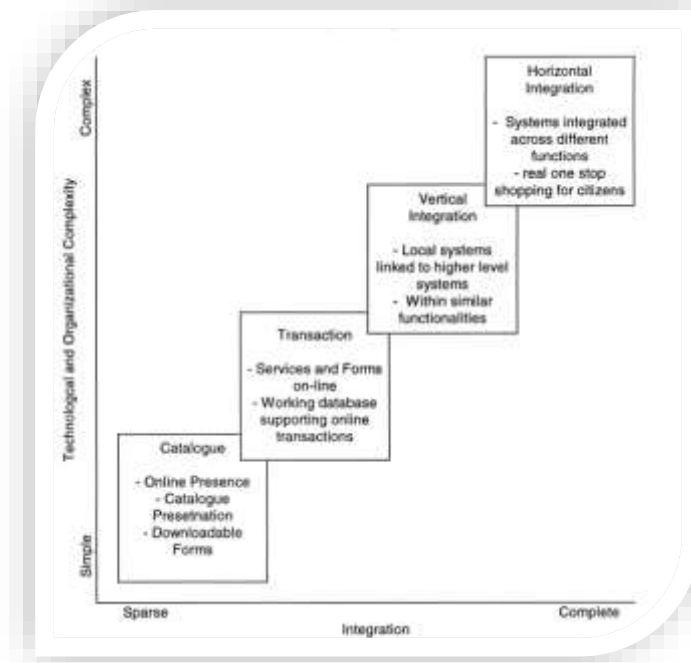 Technologcal and Organizational Complexity
Complex
Simple
Horizontal
Integration
- Systems integrated
across different
functions
- real one stop
shopping for citizens
Vertical
Integration
- Local systems
linked to higher level
systems
- Within similar
functionalities
Transaction
- Services and Forms
on-line
- Working database
supporting online
transactions
Catalogue
- Online Presence
- Catalogue
Presetnation
- Downloadable
Forms
Sparse
Complete
Integration